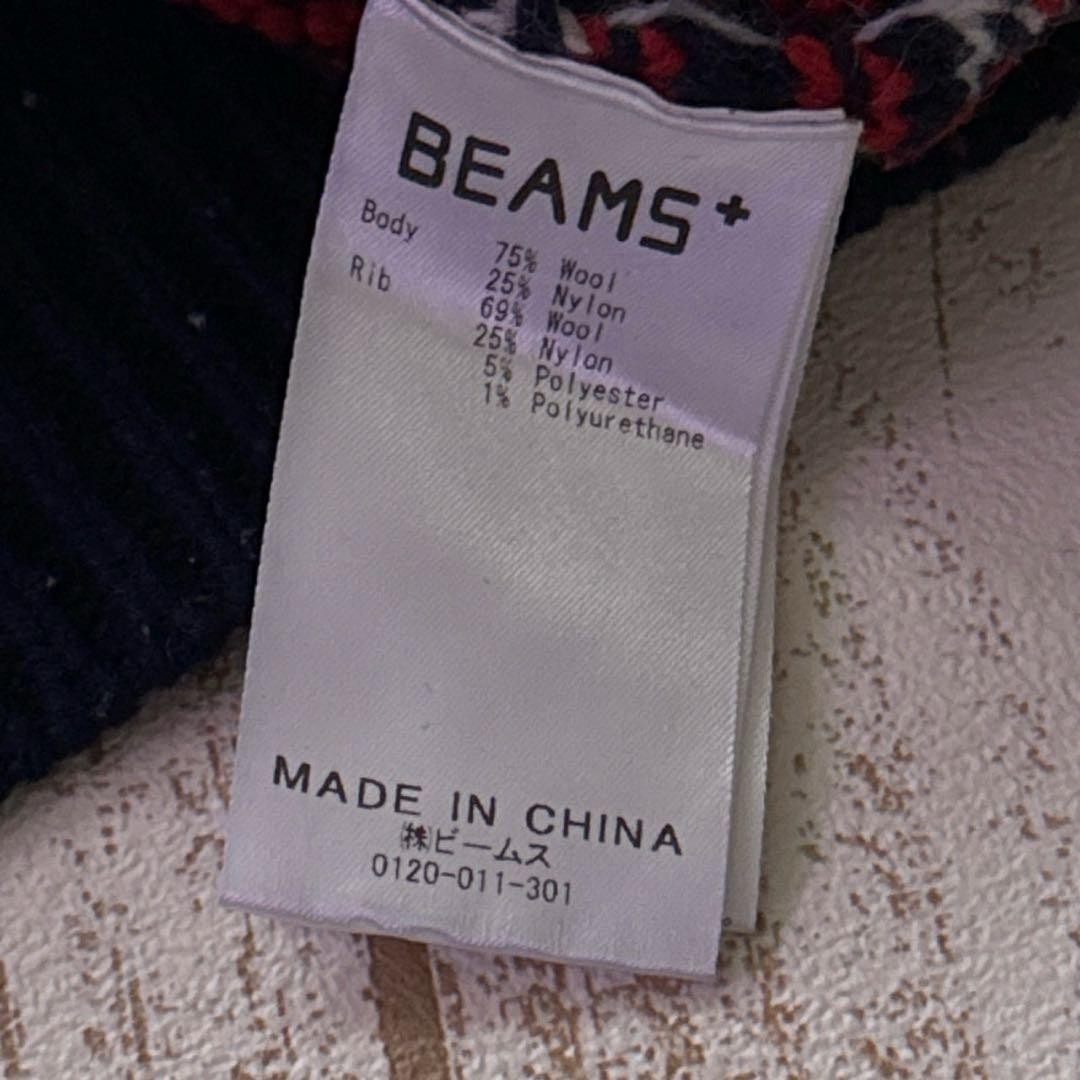 BEAMS+
Body 75% Wool
25% Nylon
Rib 69% Wool
25% Nylon
5% Polyester
1% Polyurethane
MADE IN CHINA
㈱ビームス
0120-011-301